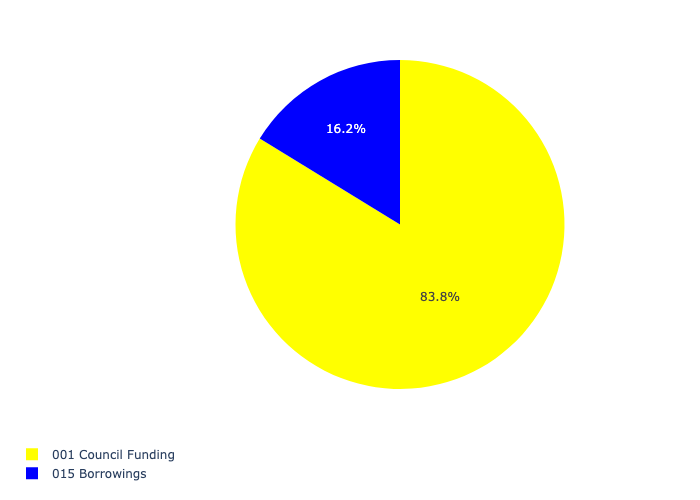 16.2%
83.8%
001 Council Funding
015 Borrowings